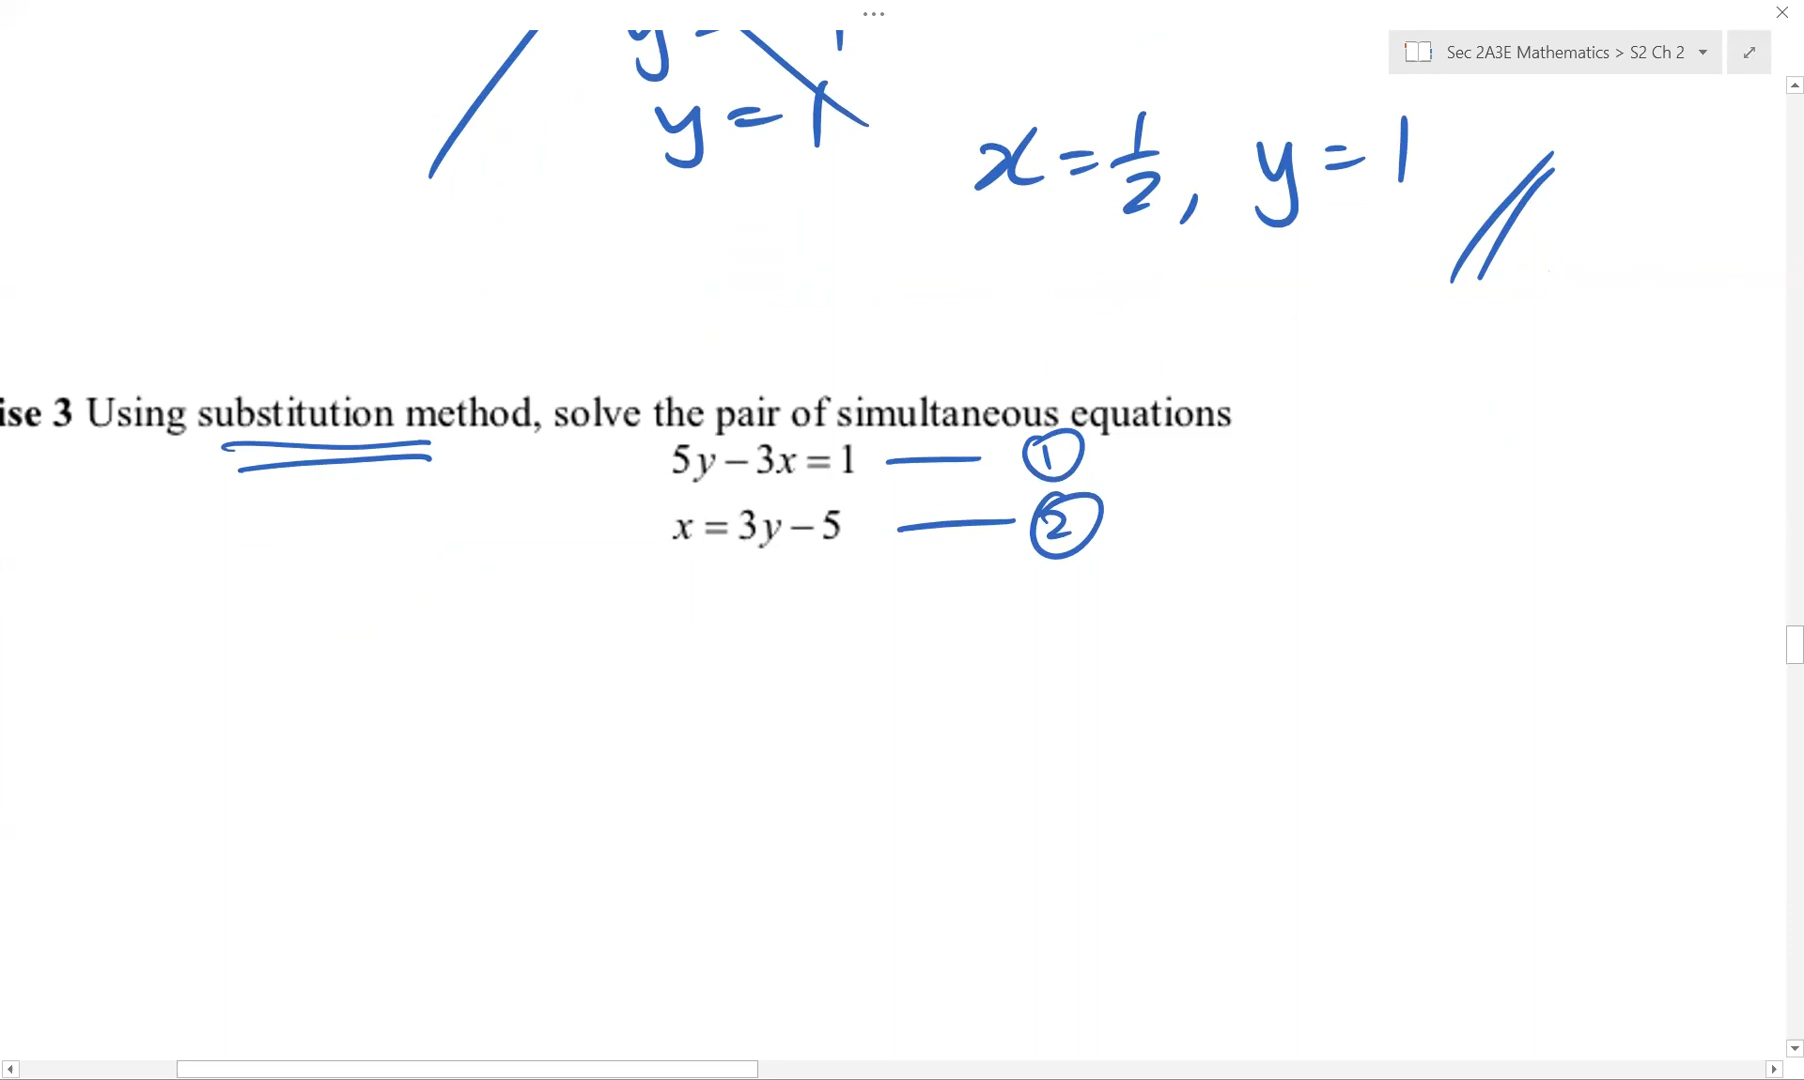 ...
Sec 2A3E Mathematics > S2 Ch 2
y =
y = 1
x = 1/2, y = 1
ise 3 Using substitution method, solve the pair of simultaneous equations
5y – 3x = 1 —— ①
x = 3y – 5 —— ②